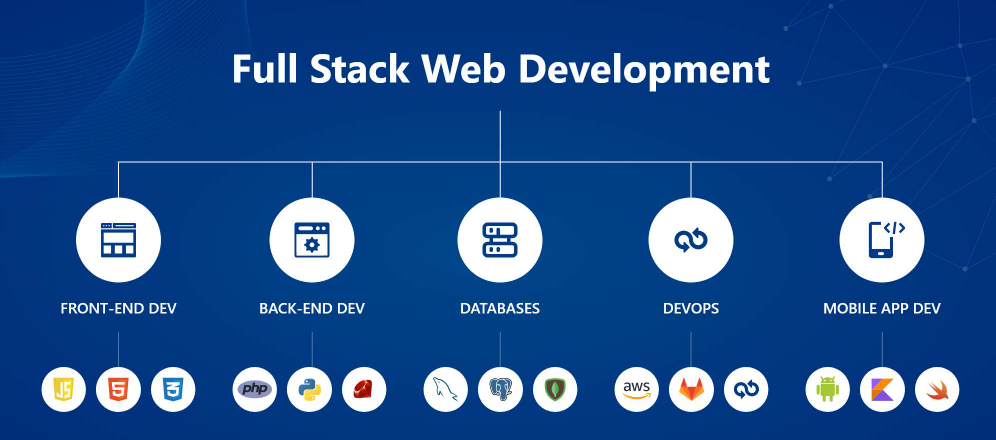 Full Stack Web Development
</>
FRONT-END DEV
BACK-END DEV
DATABASES
DEVOPS
MOBILE APP DEV
JS
5
3
php
aws